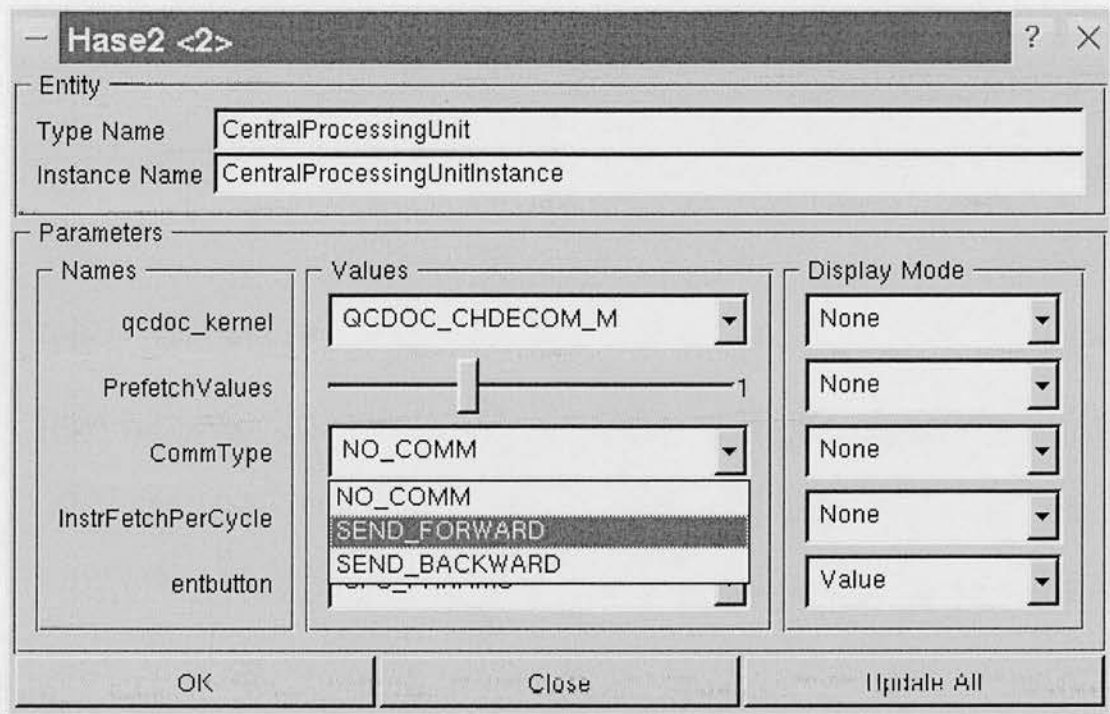 Hase2 <2>
?
Entity
Type Name CentralProcessingUnit
Instance Name CentralProcessingUnitInstance
Parameters
Names Values Display Mode
qcdoc_kernel QCDOC_CHDECOM_M None
PrefetchValues 1 None
CommType NO_COMM None
NO_COMM
InstrFetchPerCycle SEND_FORWARD None
SEND_BACKWARD
entbutton Value
OK Close Update All